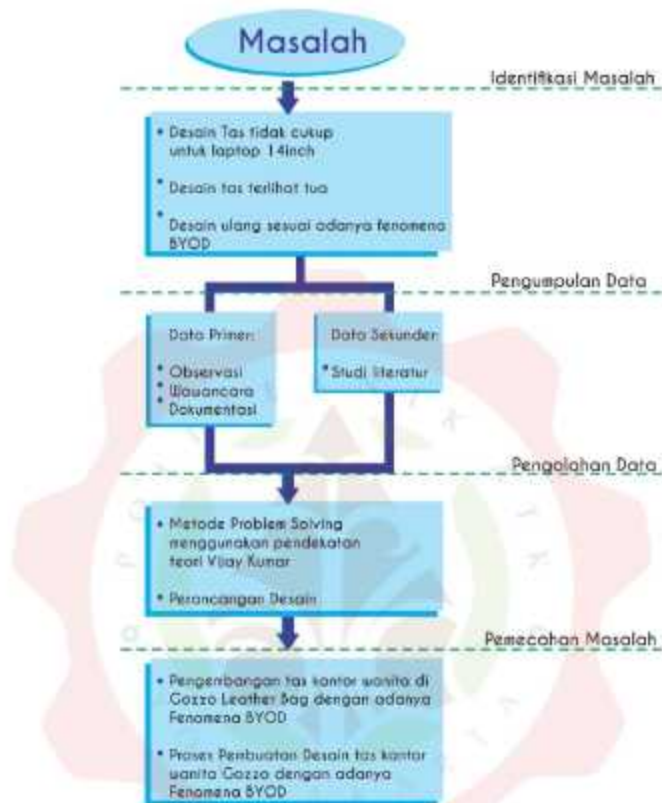 Masalah
Identifikasi Masalah
• Desain Tas tidak cukup
untuk laptop 14inch
• Desain tas terlihat tua
• Desain ulang sesuai adanya fenomena
BYOD
Pengumpulan Data
Data Primer:
• Observasi
• Wawancara
• Dokumentasi
Data Sekunder:
• Studi literatur
Pengolahan Data
• Metode Problem Solving
menggunakan pendekatan
teori Vijay Kumar
• Perancangan Desain
Pemecahan Masalah
• Pengembangan tas kantor wanita di
Gozzo Leather Bag dengan adanya
Fenomena BYOD
• Proses Pembuatan Desain tas kantor
wanita Gozzo dengan adanya
Fenomena BYOD